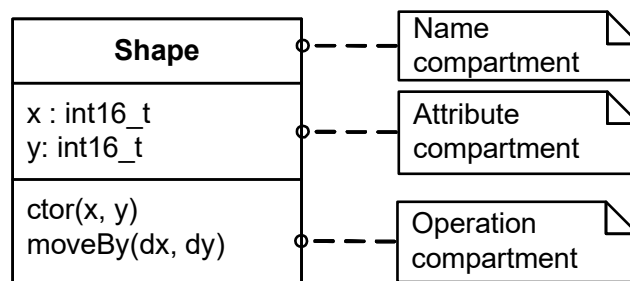 Shape
Name
compartment
x : int16_t
y: int16_t
Attribute
compartment
ctor(x, y)
moveBy(dx, dy)
Operation
compartment